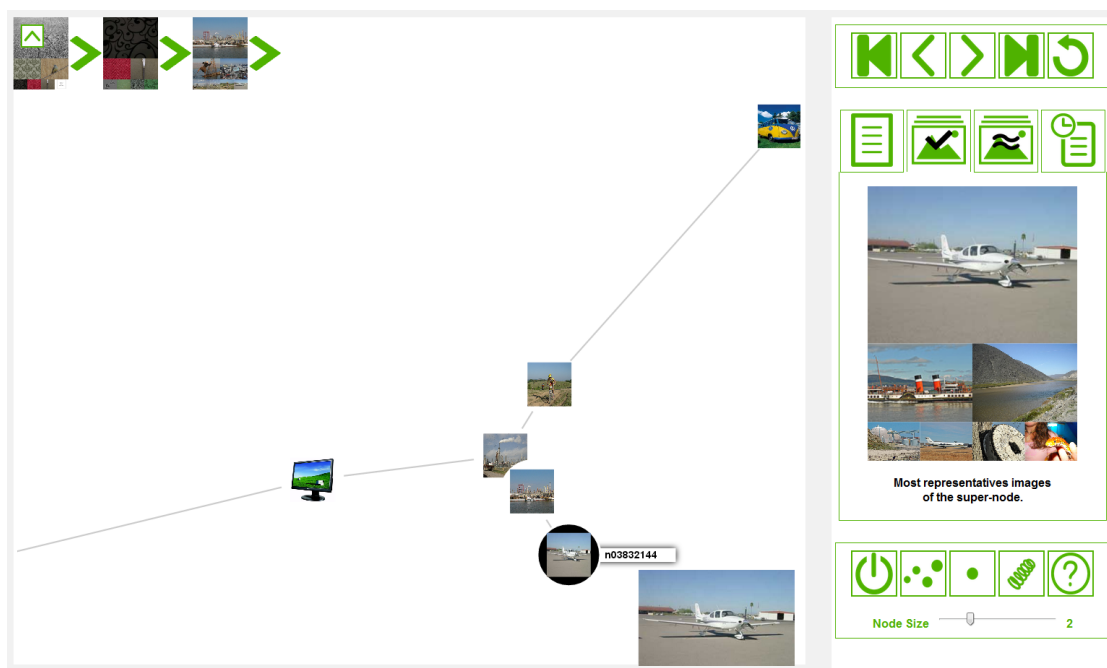 n03832144
Most representatives images
of the super-node.
Node Size
2